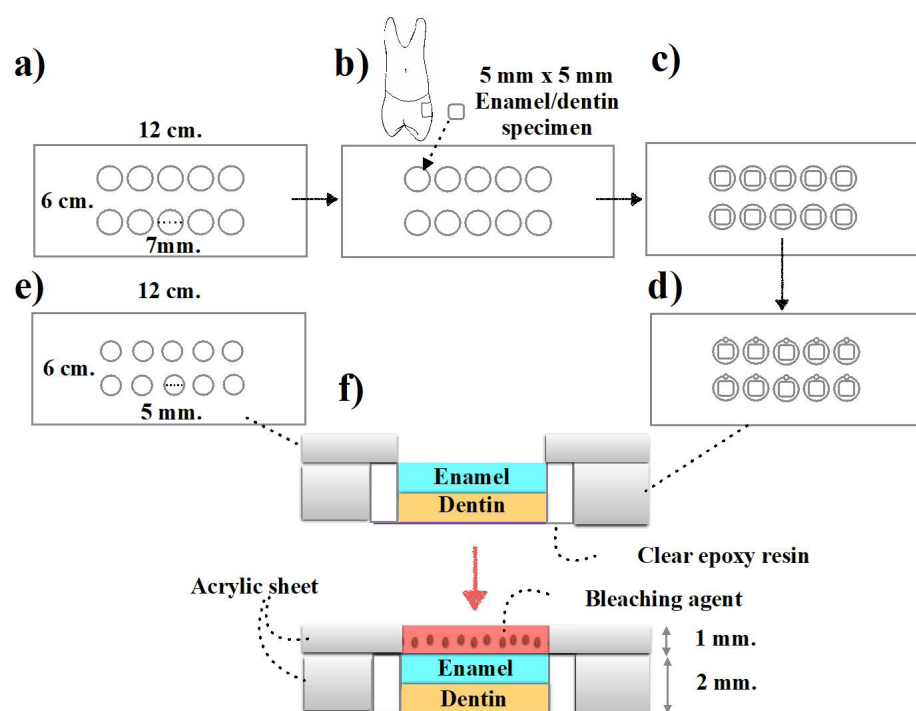 a)
12 cm.
6 cm.
7mm.
b)
5 mm x 5 mm
Enamel/dentin
specimen
c)
d)
e)
12 cm.
6 cm.
5 mm.
f)
Enamel
Dentin
Clear epoxy resin
Acrylic sheet
Bleaching agent
1 mm.
Enamel
2 mm.
Dentin